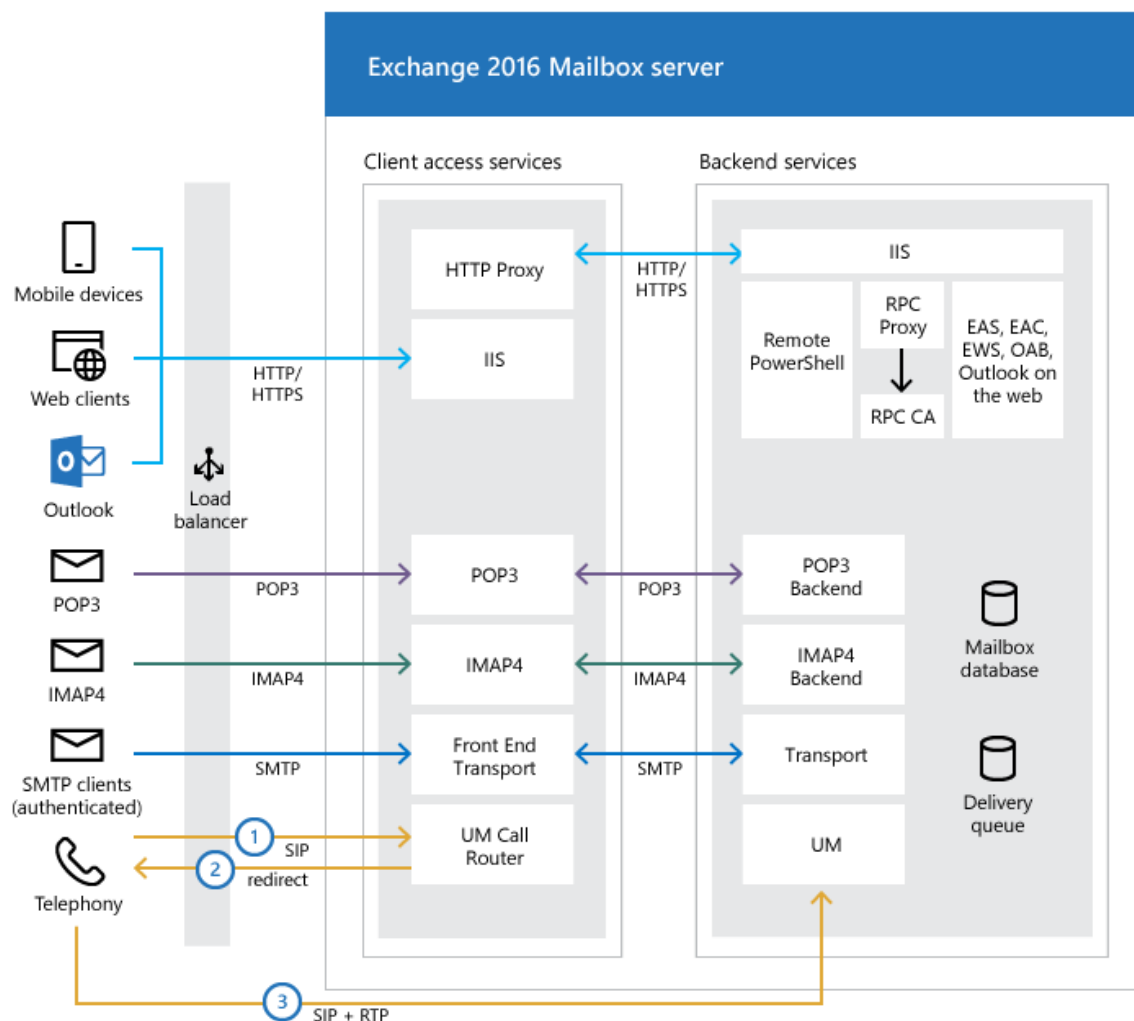 Exchange 2016 Mailbox server
Client access services
Backend services
Mobile devices
Web clients
Outlook
POP3
IMAP4
SMTP clients
(authenticated)
Telephony
Load
balancer
HTTP/
HTTPS
POP3
IMAP4
SMTP
1
SIP
2
redirect
3
SIP + RTP
HTTP Proxy
IIS
POP3
IMAP4
Front End
Transport
UM Call
Router
HTTP/
HTTPS
POP3
IMAP4
SMTP
IIS
Remote
PowerShell
RPC
Proxy
RPC CA
EAS, EAC,
EWS, OAB,
Outlook on
the web
POP3
Backend
IMAP4
Backend
Transport
UM
Mailbox
database
Delivery
queue